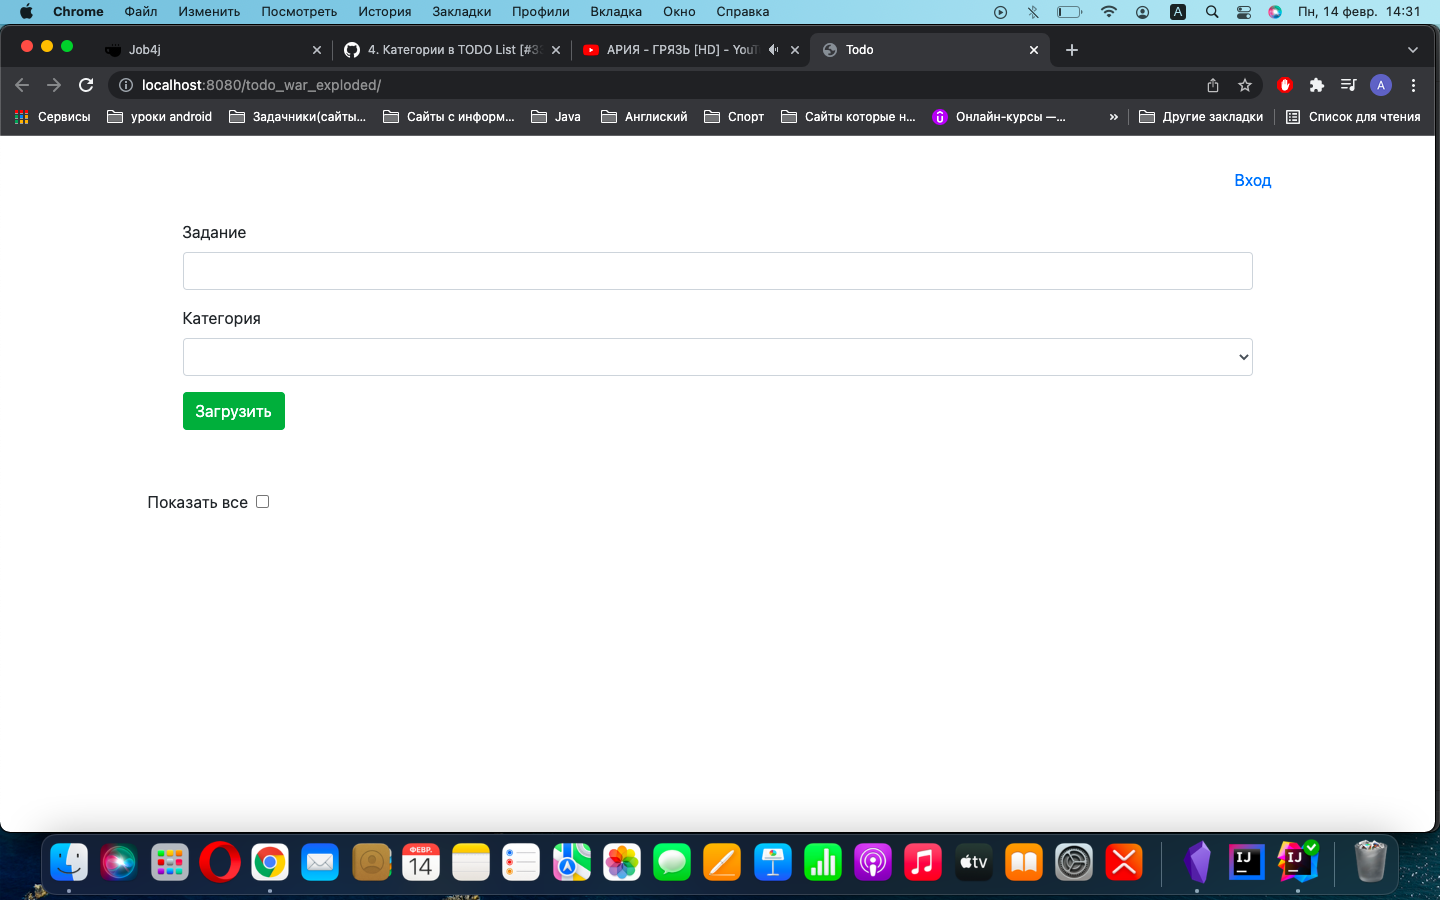 Chrome Файл Изменить Посмотреть История Закладки Профили Вкладка Окно Справка A Пн, 14 февр. 14:31
Job4j 4. Категории в TODO List [#33 АРИЯ - ГРЯЗЬ [HD] - YouT Todo
localhost:8080/todo_war_exploded/ A
Сервисы уроки android Задачники(сайты... Сайты с информ... Java Англиский Спорт Сайты которые н... Онлайн-курсы —... » Другие закладки Список для чтения
Вход
Задание
Категория
Загрузить
Показать все
ФЕВР.
14
tv
IJ
IJ